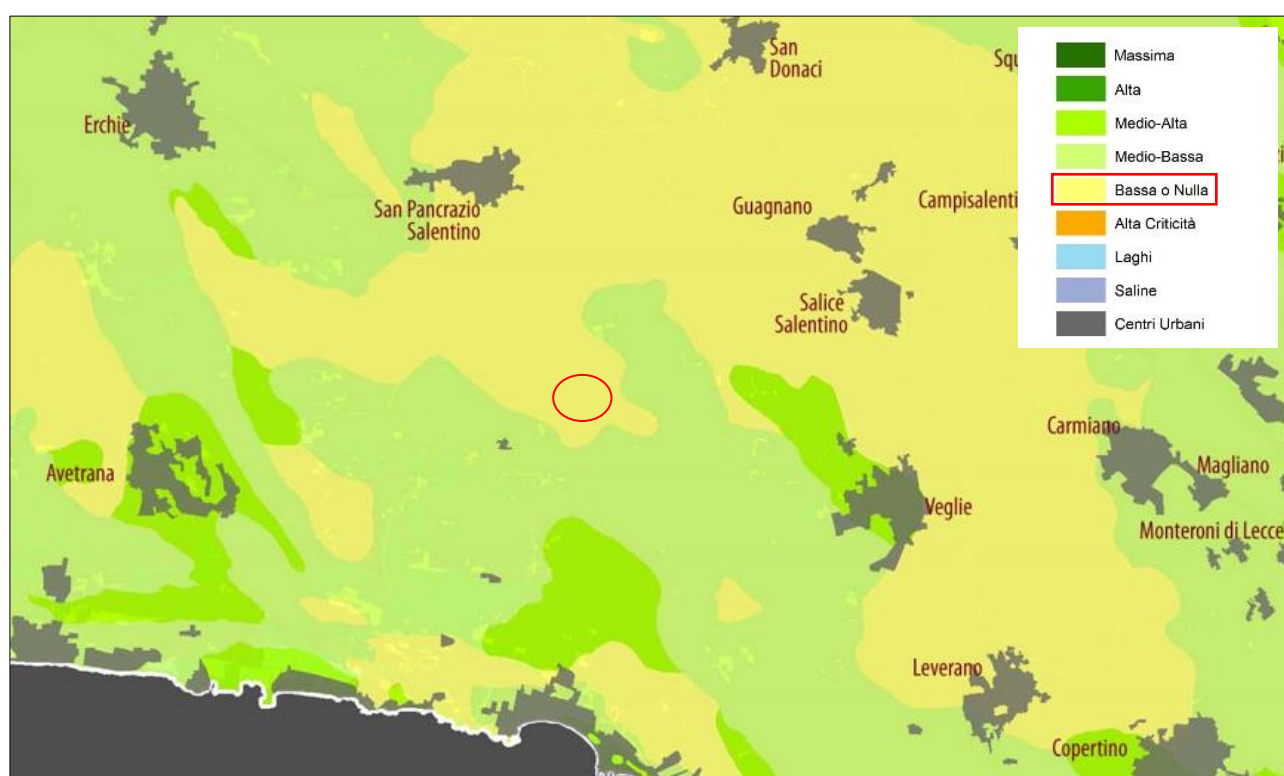 San
Donaci
Squ
Erchie
San Pancrazio
Salentino
Guagnano
Campisalenti
Salice
Salentino
Carmiano
Avetrana
Magliano
Veglie
Monteroni di Lecce
Leverano
Copertino
Massima
Alta
Medio-Alta
Medio-Bassa
Bassa o Nulla
Alta Criticità
Laghi
Saline
Centri Urbani